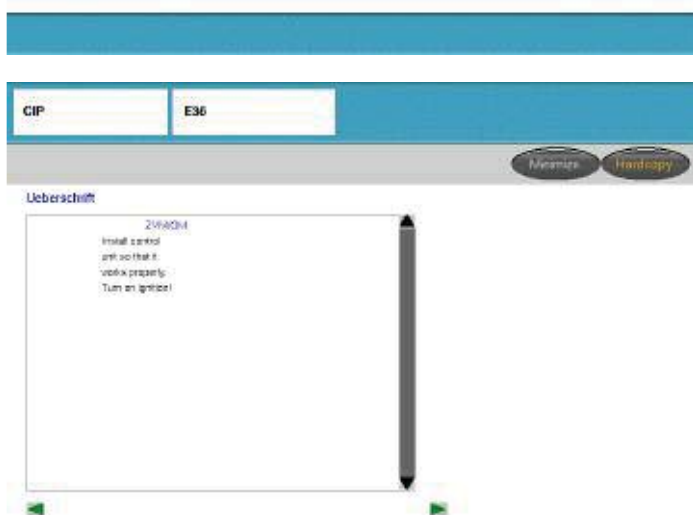 CIP E36
Minimize Hardcopy
Ueberschrift
Install control
unit so that it
works properly.
Turn on ignition!